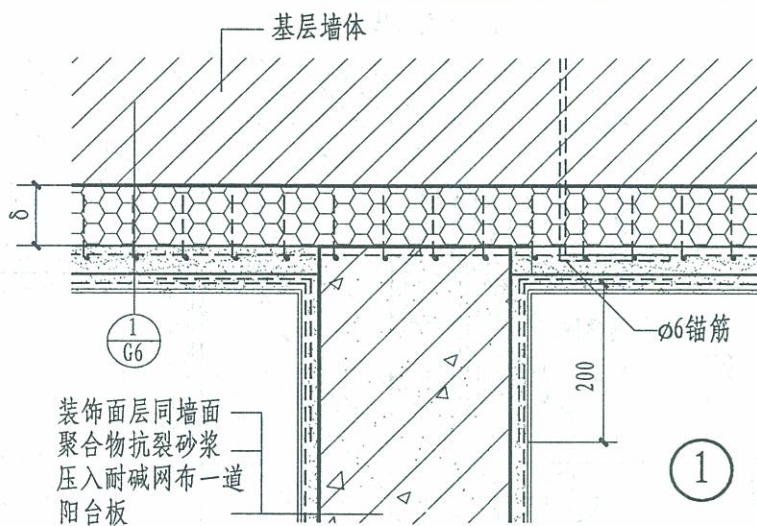 基层墙体
δ
1
G6
ø6锚筋
200
装饰面层同墙面
聚合物抗裂砂浆
压入耐碱网布一道
阳台板
1